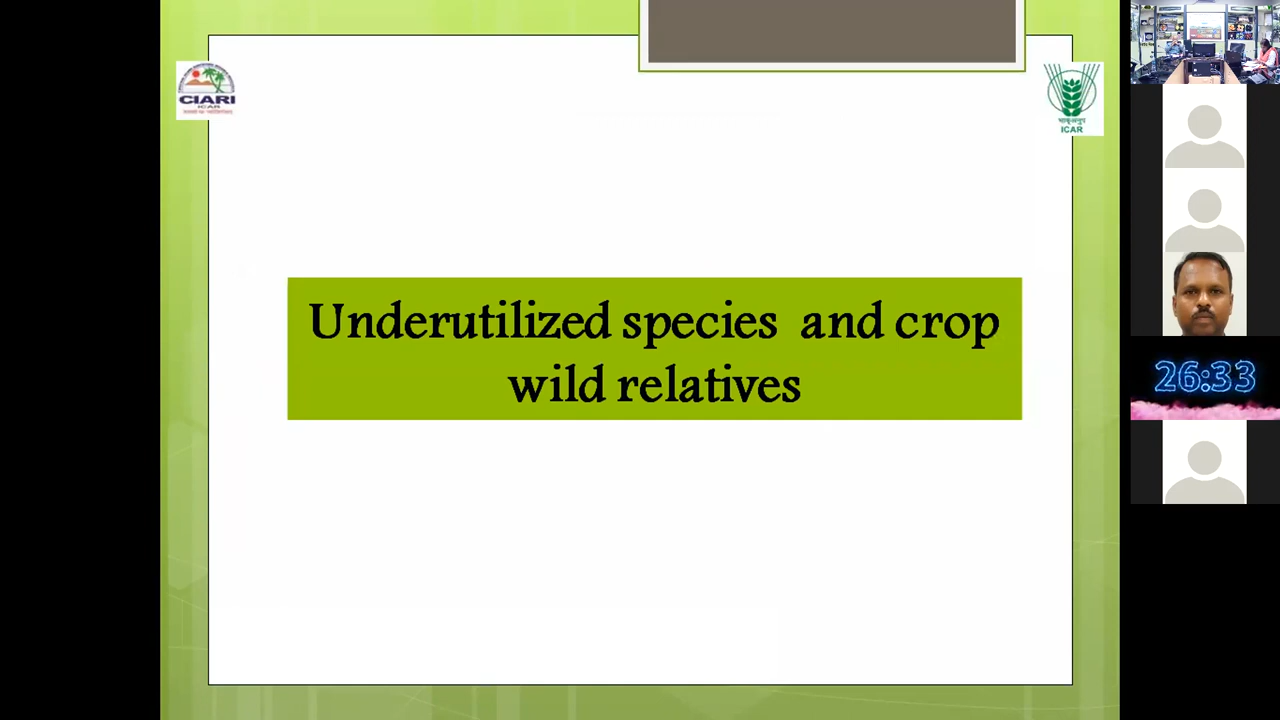 CIARI
ICAR
ICAR
Underutilized species and crop
wild relatives
26:33